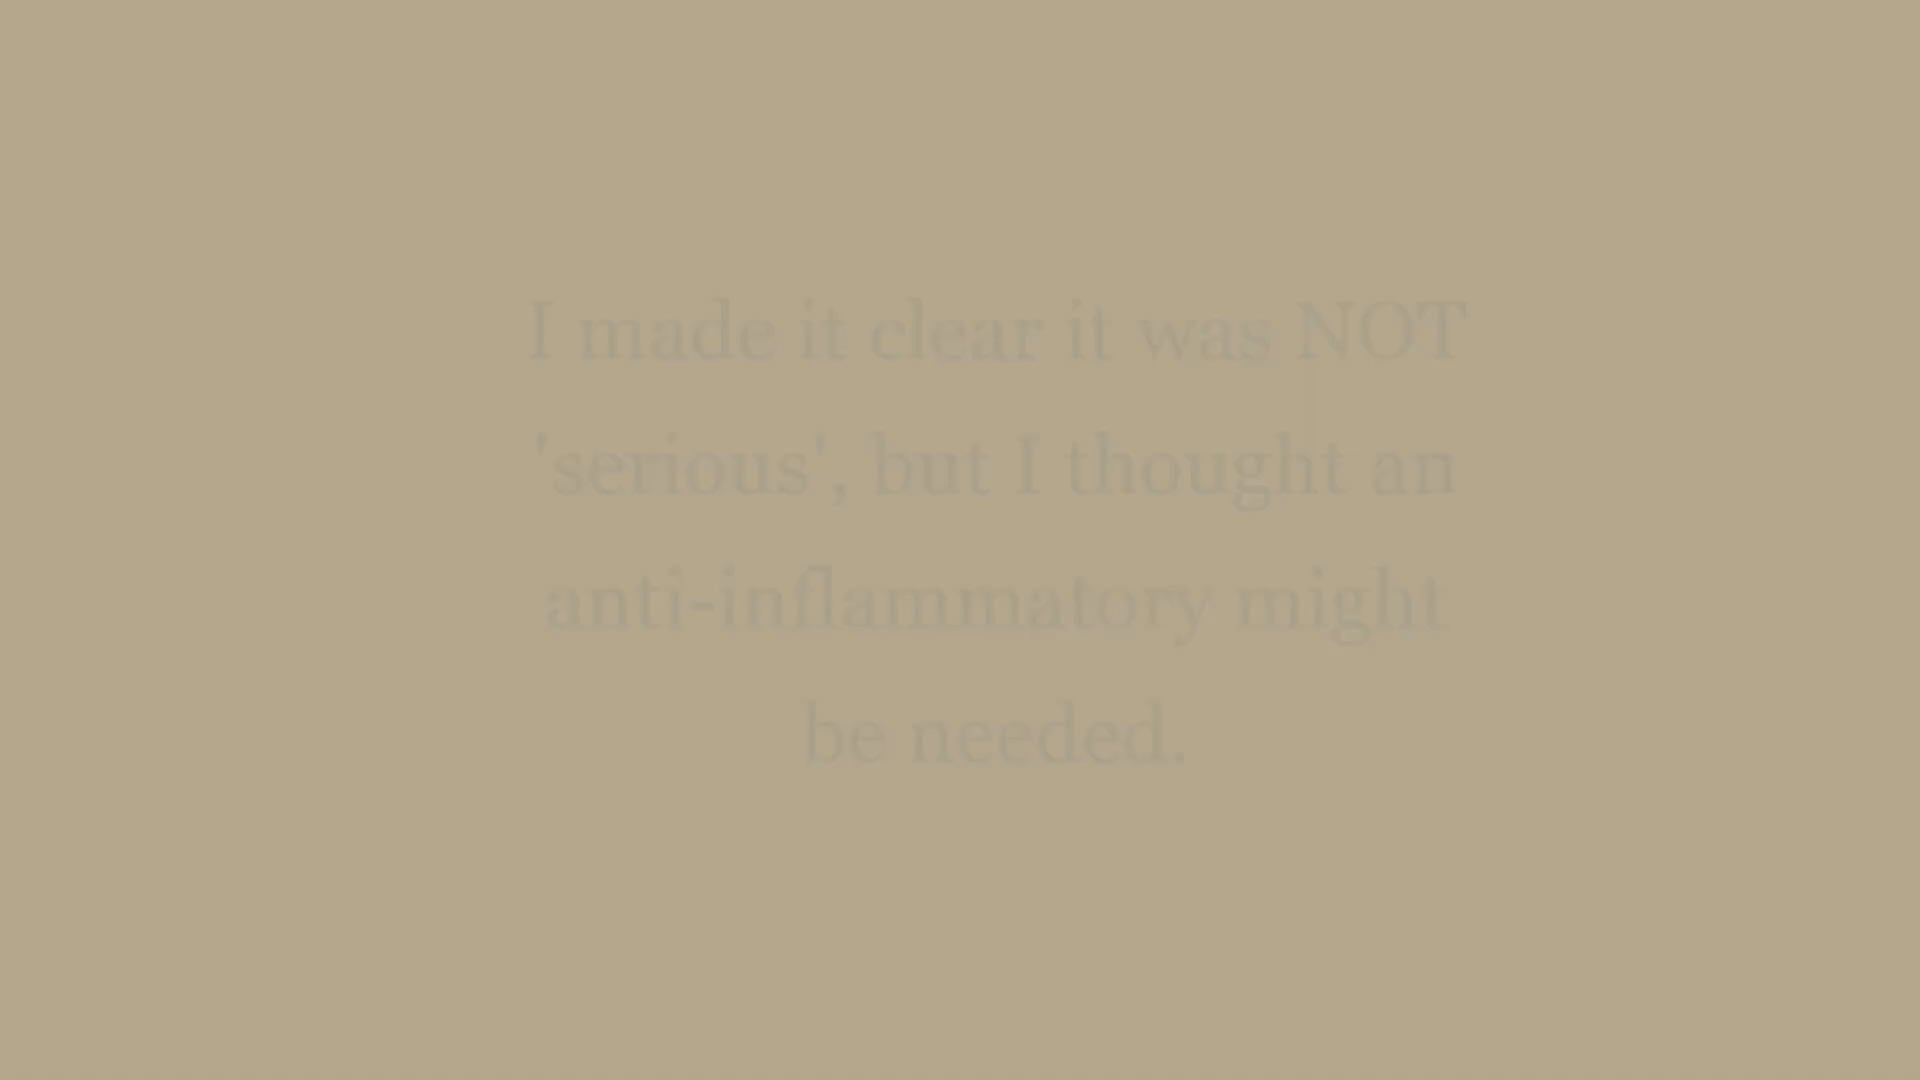 I made it clear it was NOT
'serious', but I thought an
anti-inflammatory might
be needed.